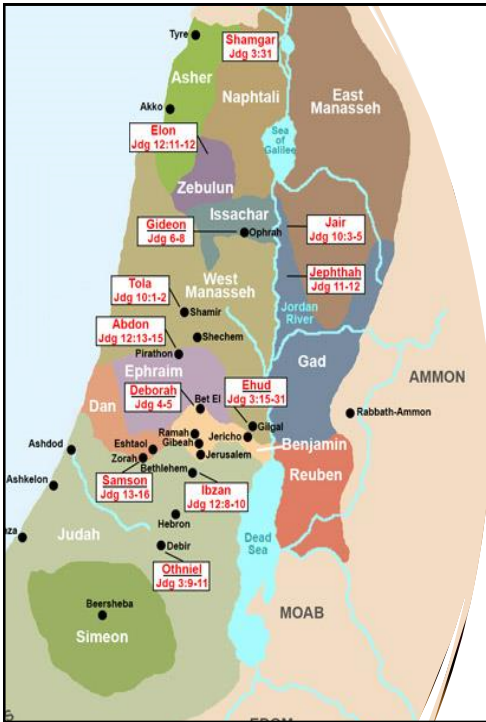 Tyre
Shamgar
Jdg 3:31
Asher
Naphtali
East
Manasseh
Akko
Elon
Jdg 12:11-12
Sea
of
Galilee
Zebulun
Issachar
Gideon
Jdg 6-8
Ophrah
Jair
Jdg 10:3-5
West
Manasseh
Jephthah
Jdg 11-12
Tola
Jdg 10:1-2
Shamir
Jordan
River
Abdon
Jdg 12:13-15
Shechem
Pirathon
Ephraim
Gad
AMMON
Deborah
Jdg 4-5
Bet El
Ehud
Jdg 3:15-31
Dan
Rabbath-Ammon
Ramah
Gilgal
Gibeah
Jericho
Benjamin
Ashdod
Eshtaol
Zorah
Jerusalem
Bethlehem
Reuben
Ashkelon
Samson
Jdg 13-16
Ibzan
Jdg 12:8-10
Hebron
Judah
Debir
Dead
Sea
Othniel
Jdg 3:9-11
Beersheba
MOAB
Simeon